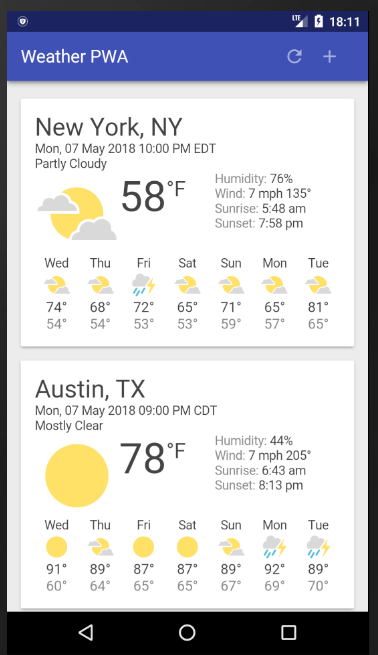 LTE 18:11
Weather PWA
New York, NY
Mon, 07 May 2018 10:00 PM EDT
Partly Cloudy
58°F
Humidity: 76%
Wind: 7 mph 135°
Sunrise: 5:48 am
Sunset: 7:58 pm
Wed Thu Fri Sat Sun Mon Tue
74° 68° 72° 65° 71° 65° 81°
54° 54° 53° 53° 59° 57° 65°
Austin, TX
Mon, 07 May 2018 09:00 PM CDT
Mostly Clear
78°F
Humidity: 44%
Wind: 7 mph 205°
Sunrise: 6:43 am
Sunset: 8:13 pm
Wed Thu Fri Sat Sun Mon Tue
91° 89° 87° 87° 89° 92° 89°
60° 64° 65° 65° 67° 69° 70°